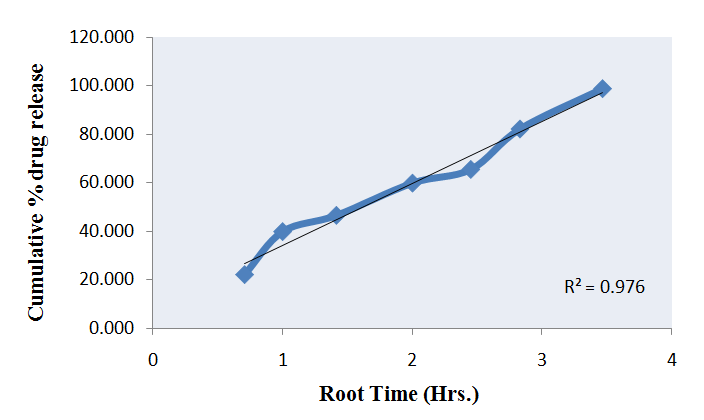 120.000
100.000
80.000
60.000
40.000
20.000
0.000
Cumulative % drug release
R² = 0.976
0 1 2 3 4
Root Time (Hrs.)